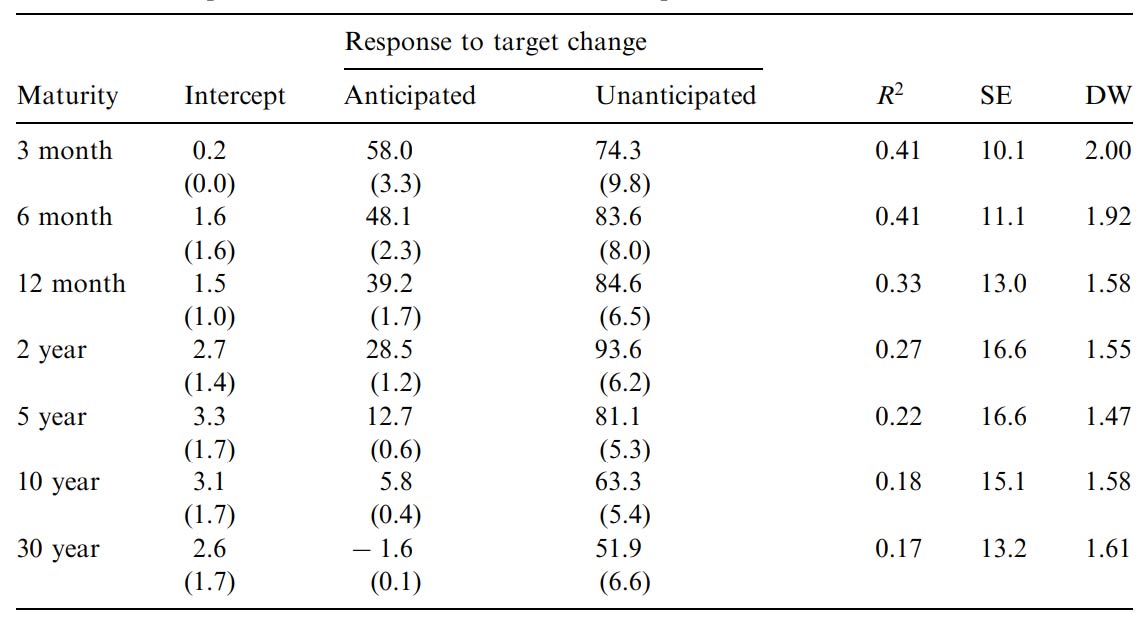 Response to target change
Maturity Intercept Anticipated Unanticipated R² SE DW
3 month 0.2 58.0 74.3 0.41 10.1 2.00
(0.0) (3.3) (9.8)
6 month 1.6 48.1 83.6 0.41 11.1 1.92
(1.6) (2.3) (8.0)
12 month 1.5 39.2 84.6 0.33 13.0 1.58
(1.0) (1.7) (6.5)
2 year 2.7 28.5 93.6 0.27 16.6 1.55
(1.4) (1.2) (6.2)
5 year 3.3 12.7 81.1 0.22 16.6 1.47
(1.7) (0.6) (5.3)
10 year 3.1 5.8 63.3 0.18 15.1 1.58
(1.7) (0.4) (5.4)
30 year 2.6 − 1.6 51.9 0.17 13.2 1.61
(1.7) (0.1) (6.6)